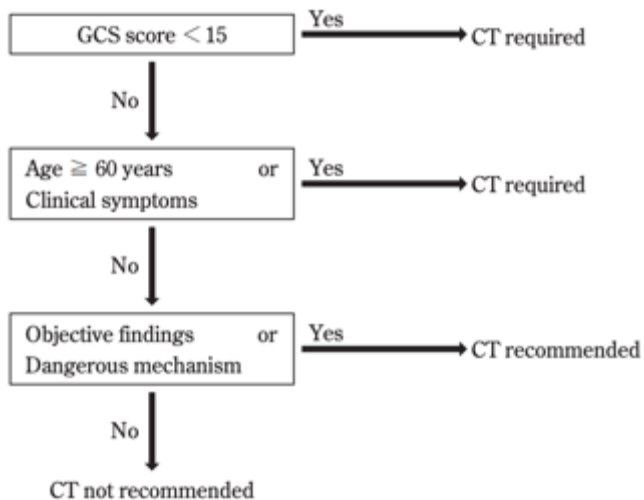 GCS score < 15
Yes
CT required
No
Age ≧ 60 years or
Clinical symptoms
Yes
CT required
No
Objective findings or
Dangerous mechanism
Yes
CT recommended
No
CT not recommended